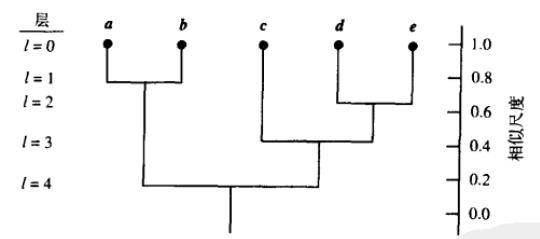 层 a b c d e
l = 0 1.0
l = 1 0.8
l = 2 0.6
l = 3 0.4
l = 4 0.2
0.0
相似尺度